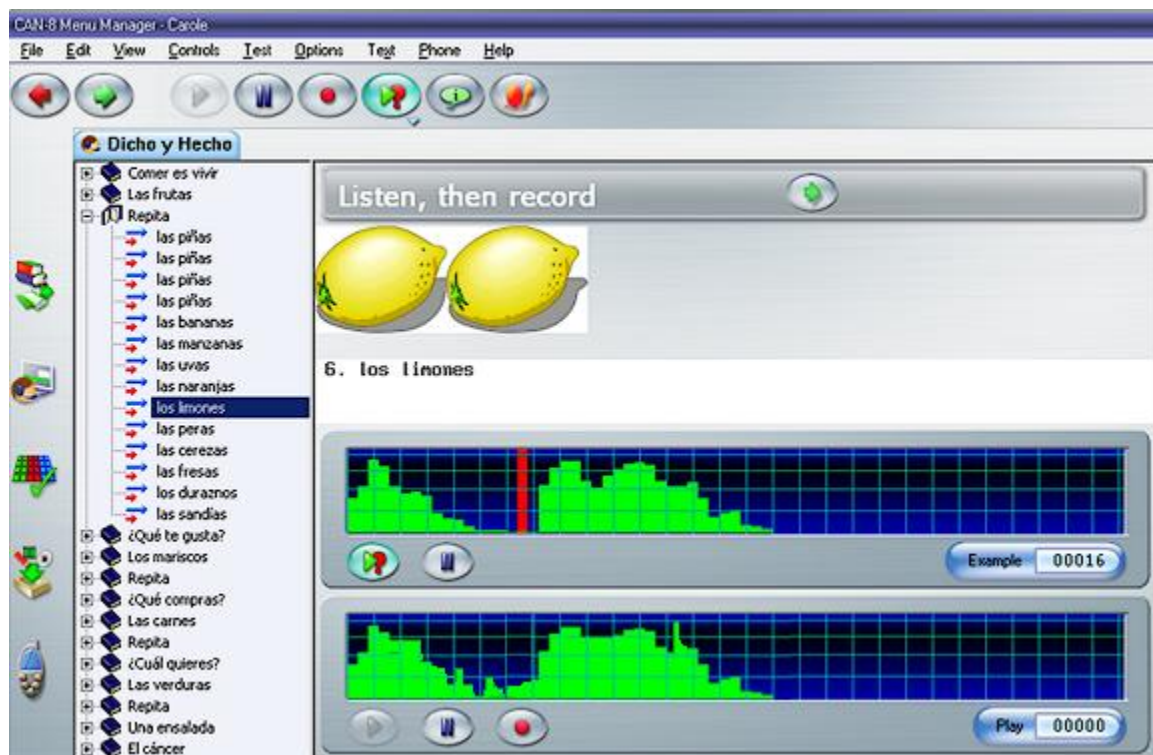 CAN-8 Menu Manager - Carole
File Edit View Controls Test Options Text Phone Help
Dicho y Hecho
Comer es vivir
Las frutas
Repita
las piñas
las piñas
las piñas
las piñas
las bananas
las manzanas
las uvas
las naranjas
los limones
las peras
las cerezas
las fresas
los duraznos
las sandías
¿Qué te gusta?
Los mariscos
Repita
¿Qué compras?
Las carnes
Repita
¿Cuál quieres?
Las verduras
Repita
Una ensalada
El cáncer
Listen, then record
6. los limones
Example 00016
Play 00000